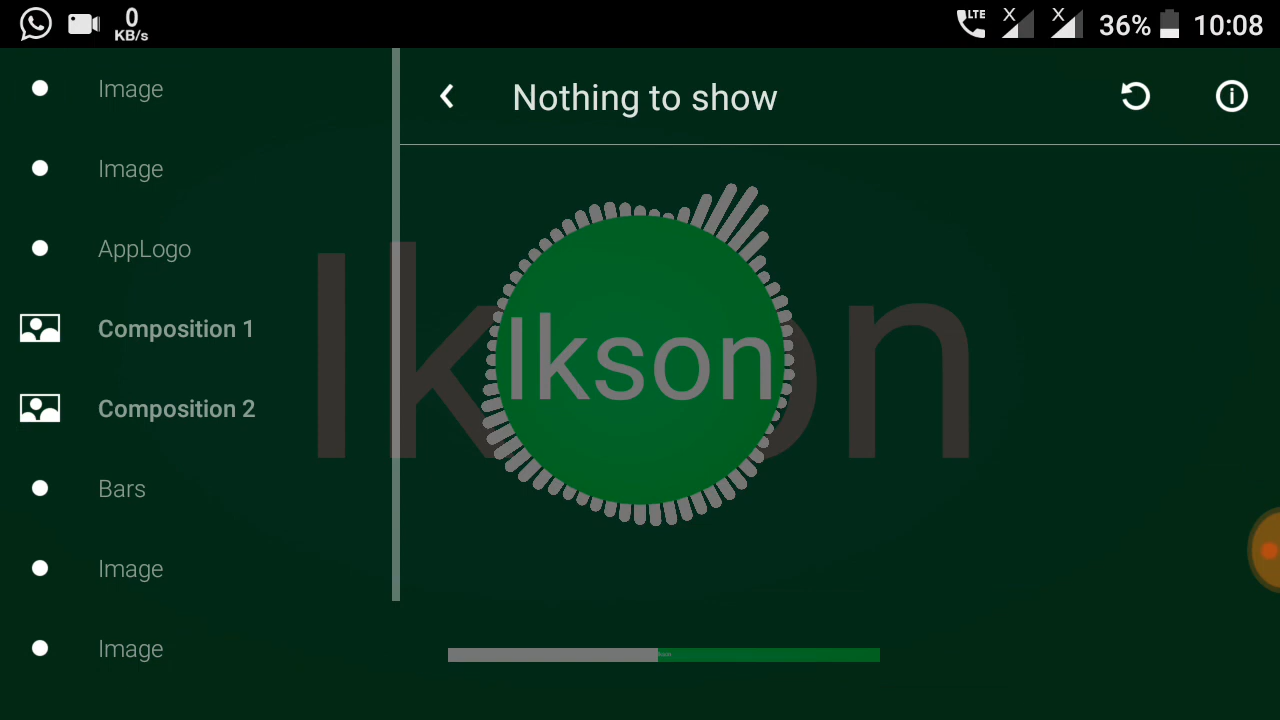 0
KB/s
LTE
X
X
36%
10:08
Image
Image
AppLogo
Composition 1
Composition 2
Bars
Image
Image
Nothing to show
Ikson
Ikson